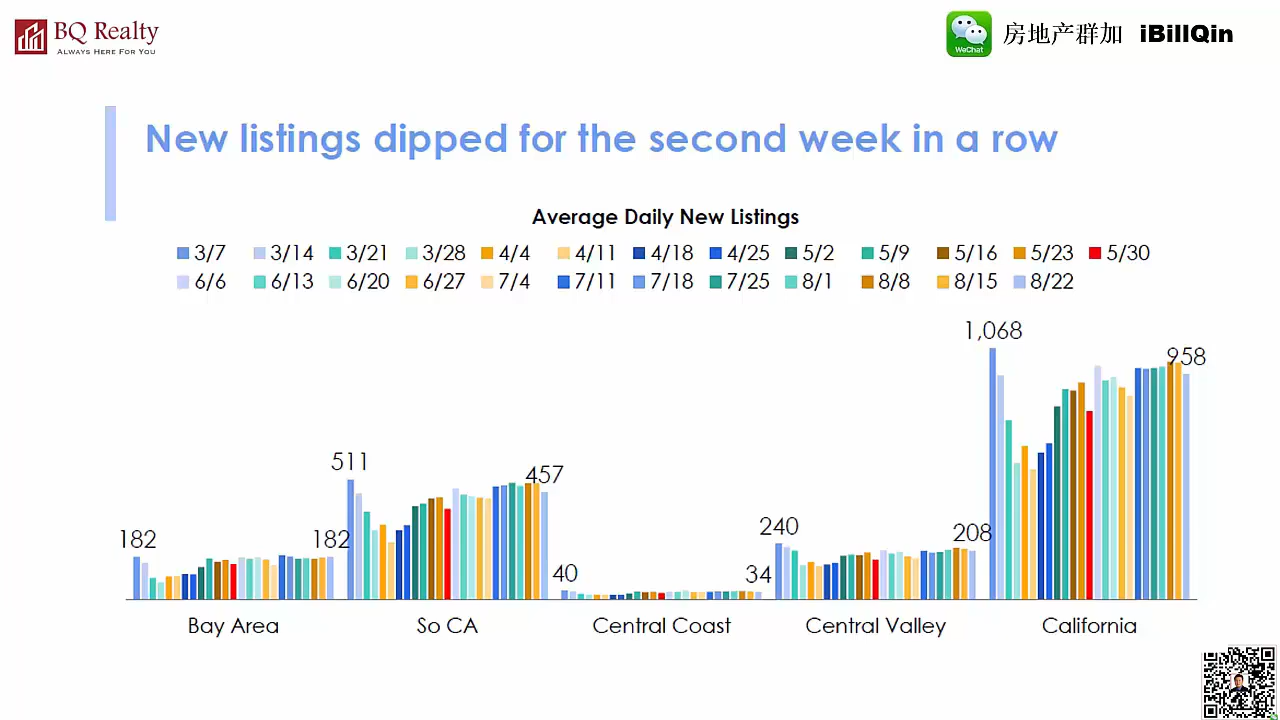 BQ Realty
ALWAYS HERE FOR YOU
WeChat
房地产群加 iBillQin
New listings dipped for the second week in a row
Average Daily New Listings
3/7 3/14 3/21 3/28 4/4 4/11 4/18 4/25 5/2 5/9 5/16 5/23 5/30
6/6 6/13 6/20 6/27 7/4 7/11 7/18 7/25 8/1 8/8 8/15 8/22
1,068
958
511
457
240
208
182
182
40
34
Bay Area So CA Central Coast Central Valley California